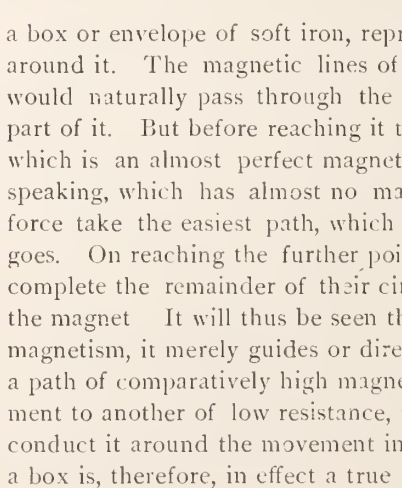 a box or envelope of soft iron, repr
around it. The magnetic lines of
would naturally pass through the
part of it. But before reaching it t
which is an almost perfect magnet
speaking, which has almost no ma
force take the easiest path, which
goes. On reaching the further poi
complete the remainder of their cir
the magnet It will thus be seen th
magnetism, it merely guides or dire
a path of comparatively high magne
ment to another of low resistance,
conduct it around the movement in
a box is, therefore, in effect a true